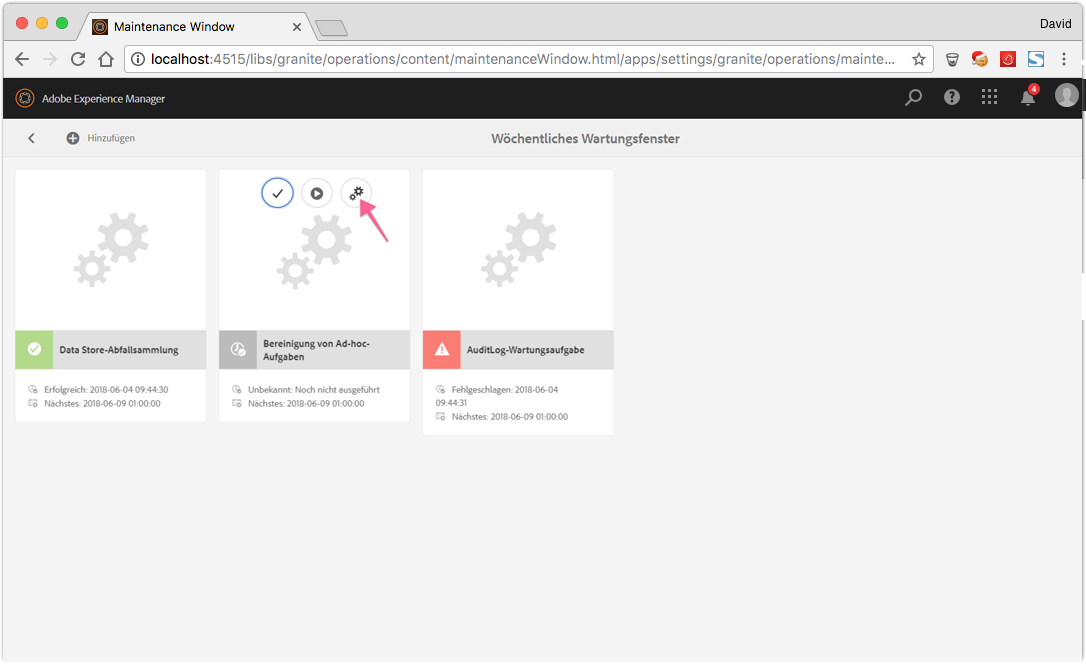 Maintenance Window
David
localhost:4515/libs/granite/operations/content/maintenanceWindow.html/apps/settings/granite/operations/mainte...
Adobe Experience Manager
4
Hinzufügen
Wöchentliches Wartungsfenster
Data Store-Abfallsammlung
Erfolgreich: 2018-06-04 09:44:30
Nächstes: 2018-06-09 01:00:00
Bereinigung von Ad-hoc-
Aufgaben
Unbekannt: Noch nicht ausgeführt
Nächstes: 2018-06-09 01:00:00
AuditLog-Wartungsaufgabe
Fehlgeschlagen: 2018-06-04
09:44:31
Nächstes: 2018-06-09 01:00:00